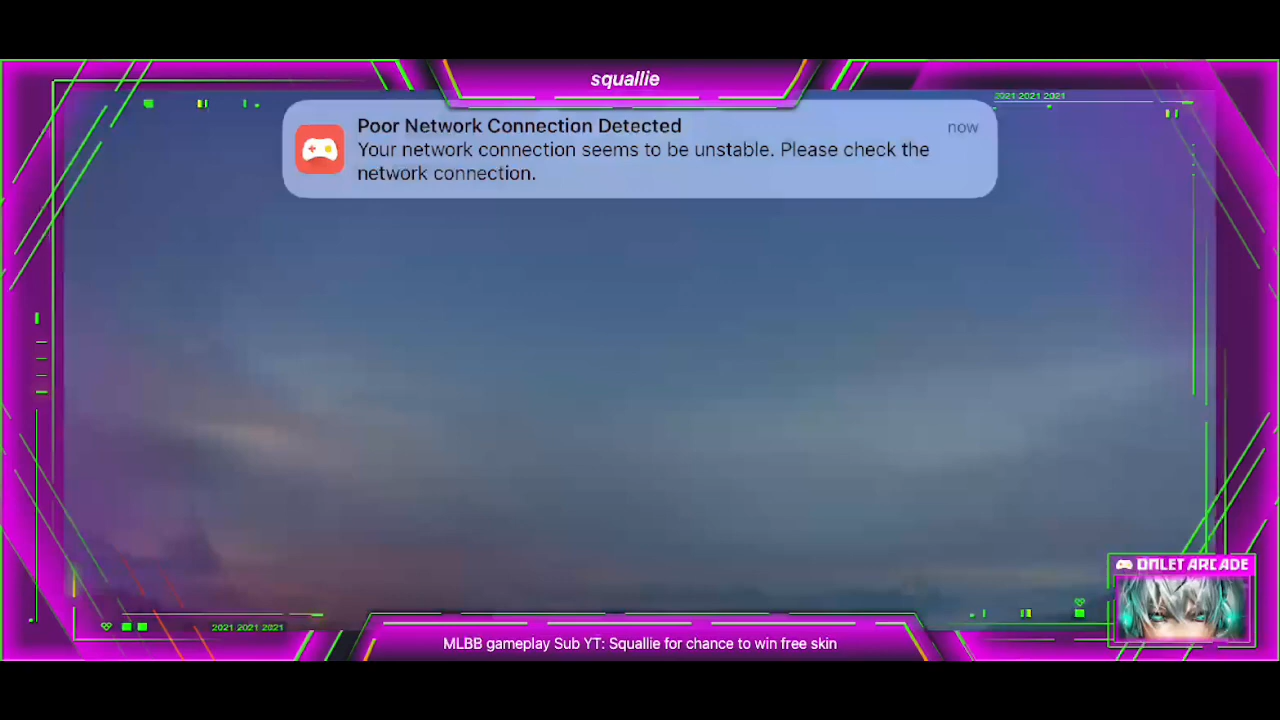 squallie
2021 2021 2021
Poor Network Connection Detected
now
Your network connection seems to be unstable. Please check the
network connection.
OMLET ARCADE
2021 2021 2021
MLBB gameplay Sub YT: Squallie for chance to win free skin